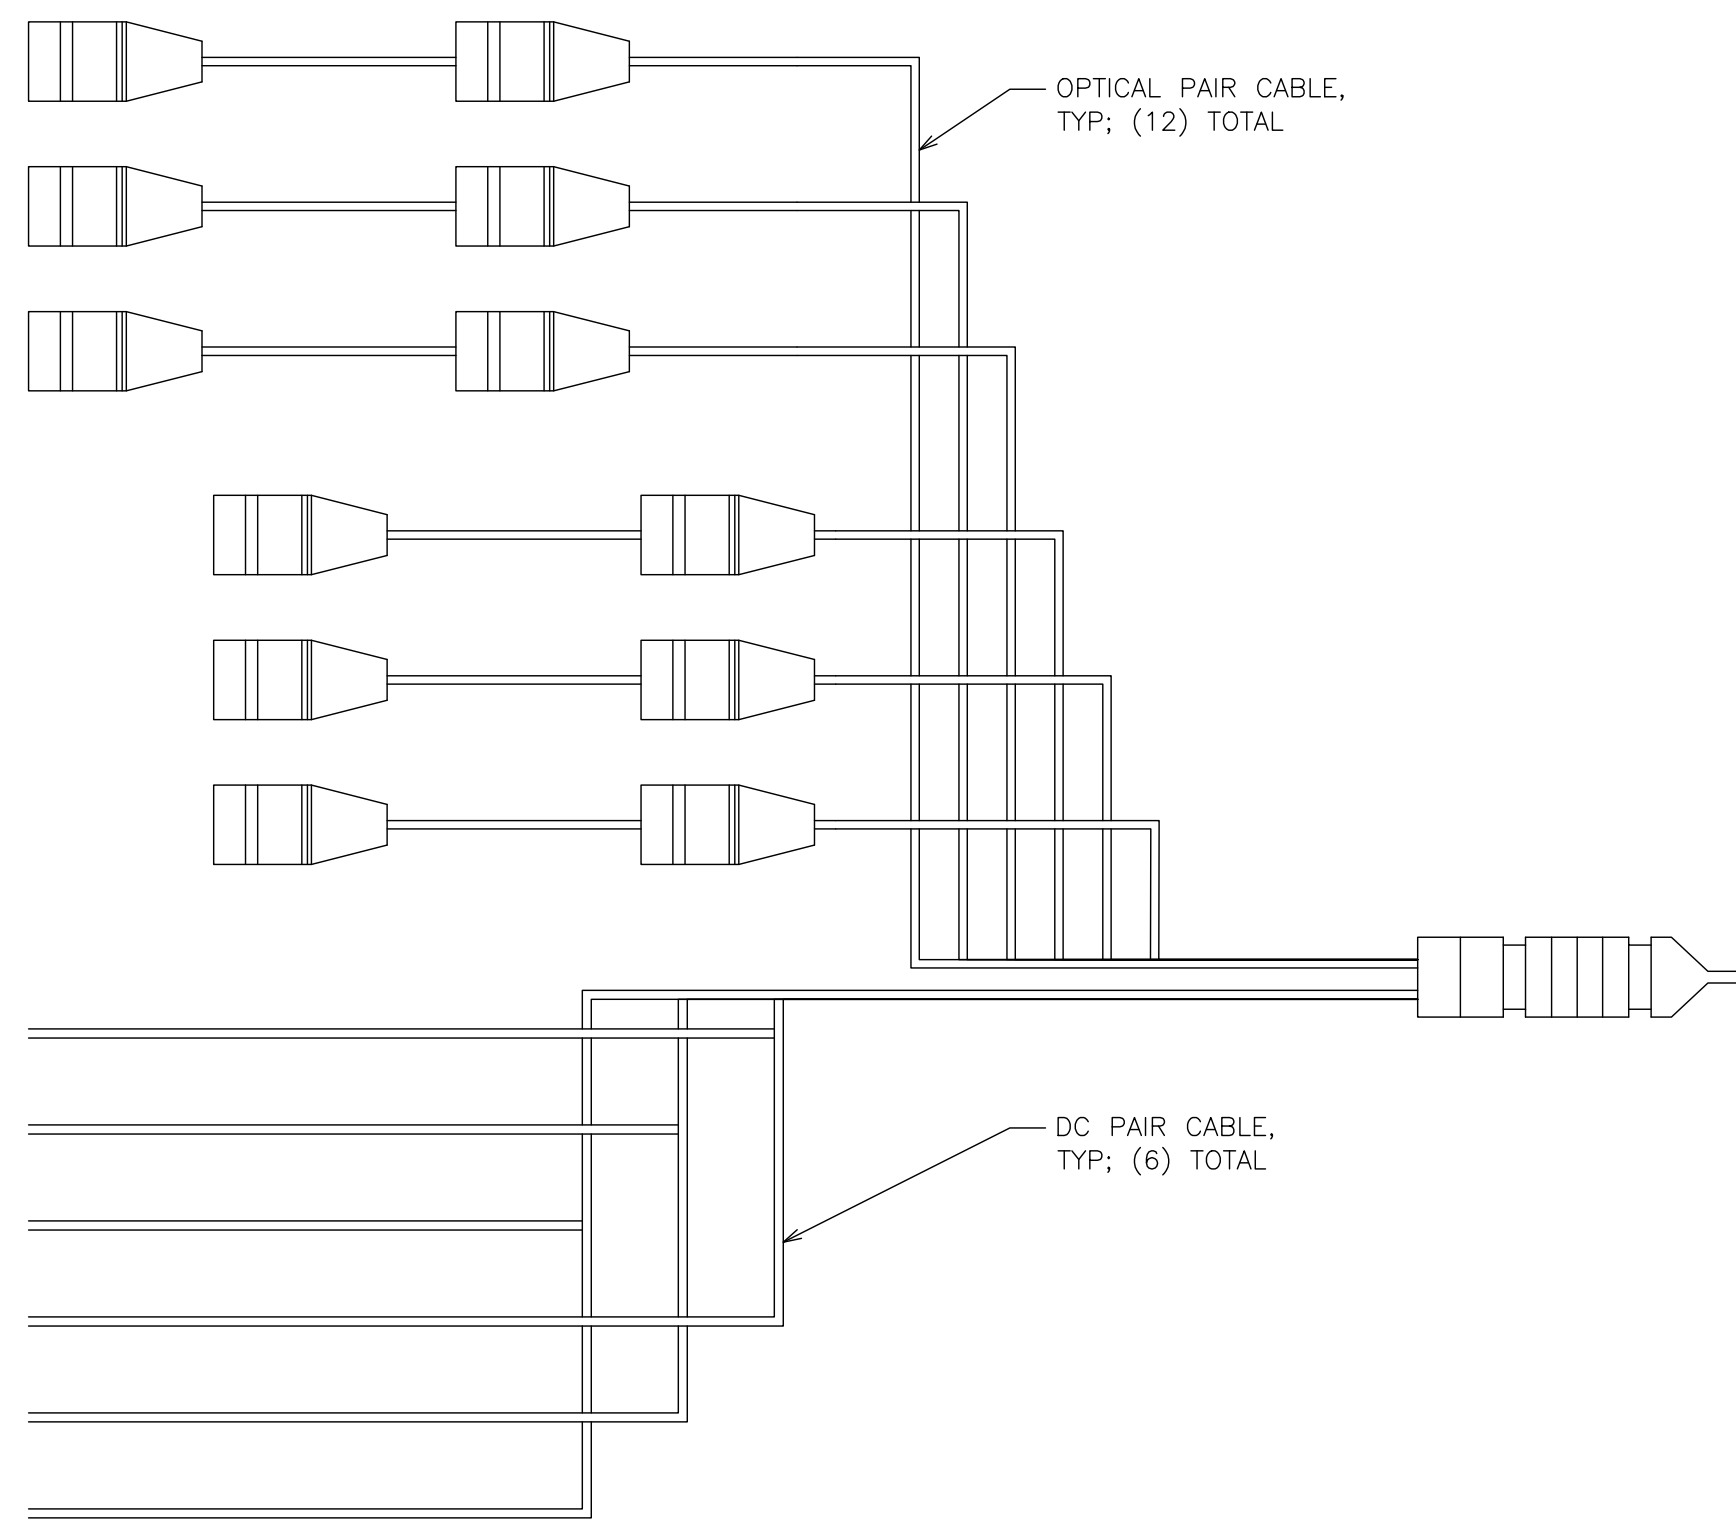 OPTICAL PAIR CABLE,
TYP; (12) TOTAL
DC PAIR CABLE,
TYP; (6) TOTAL